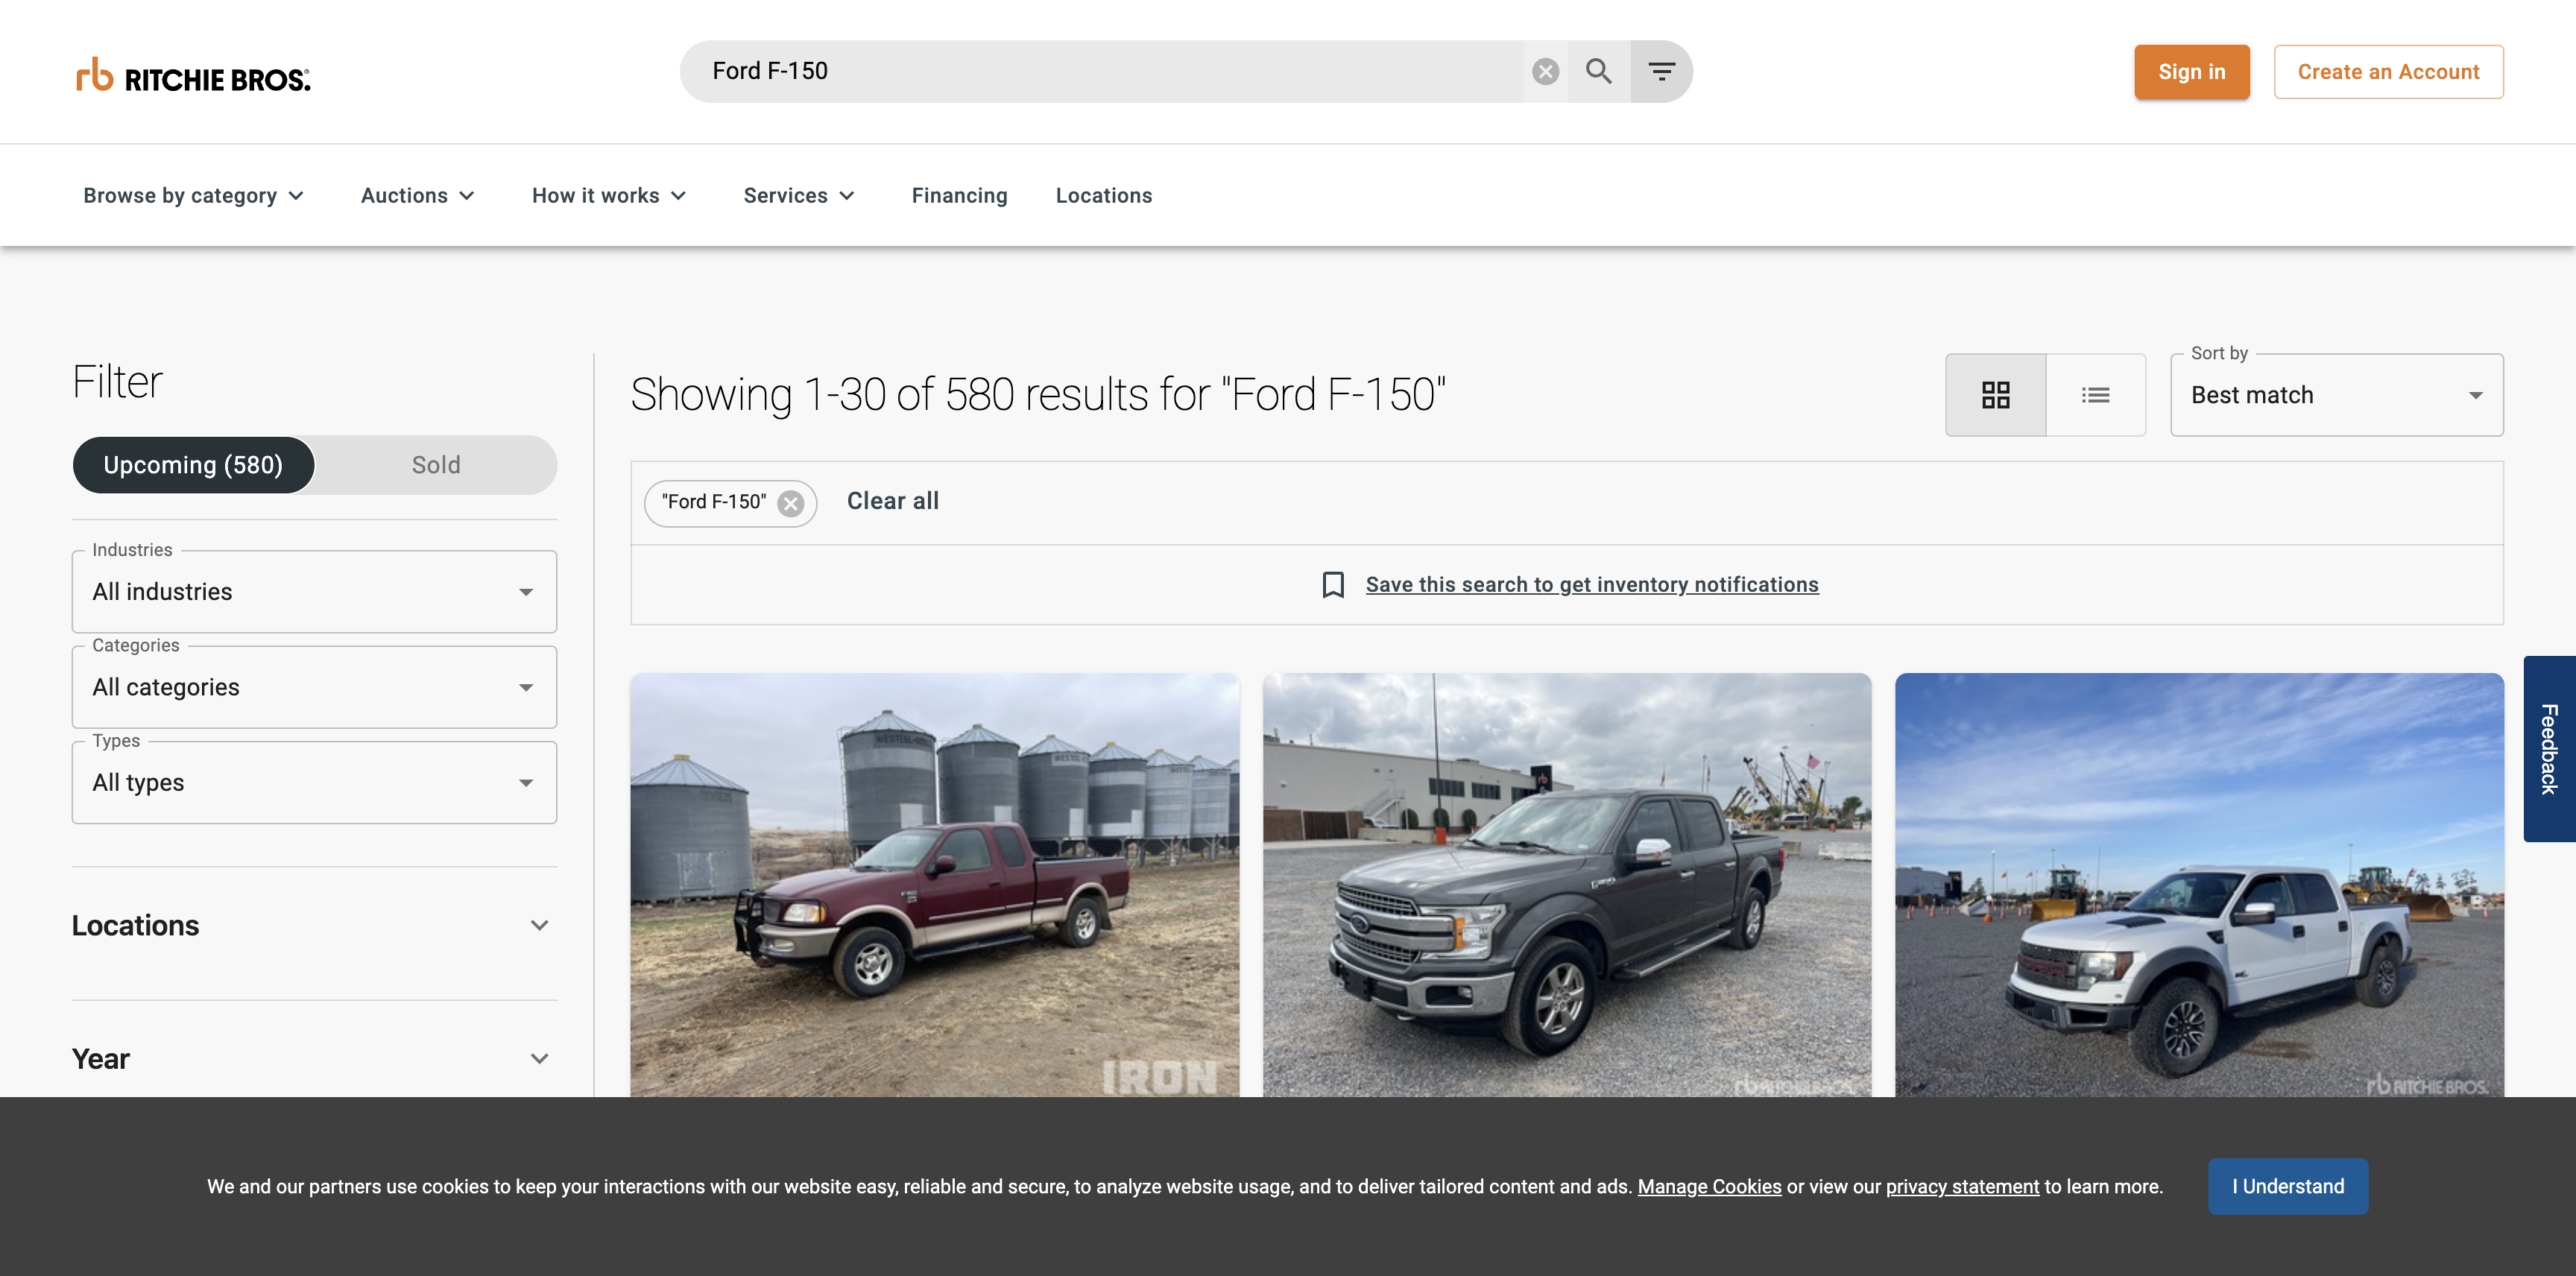 rb RITCHIE BROS.
Ford F-150
Sign in
Create an Account
Browse by category
Auctions
How it works
Services
Financing
Locations
Filter
Upcoming (580)
Sold
Industries
All industries
Categories
All categories
Types
All types
Locations
Year
Showing 1-30 of 580 results for "Ford F-150"
Sort by
Best match
"Ford F-150"
Clear all
Save this search to get inventory notifications
IRON
rb RITCHIE BROS.
rb RITCHIE BROS.
Feedback
We and our partners use cookies to keep your interactions with our website easy, reliable and secure, to analyze website usage, and to deliver tailored content and ads. Manage Cookies or view our privacy statement to learn more.
I Understand